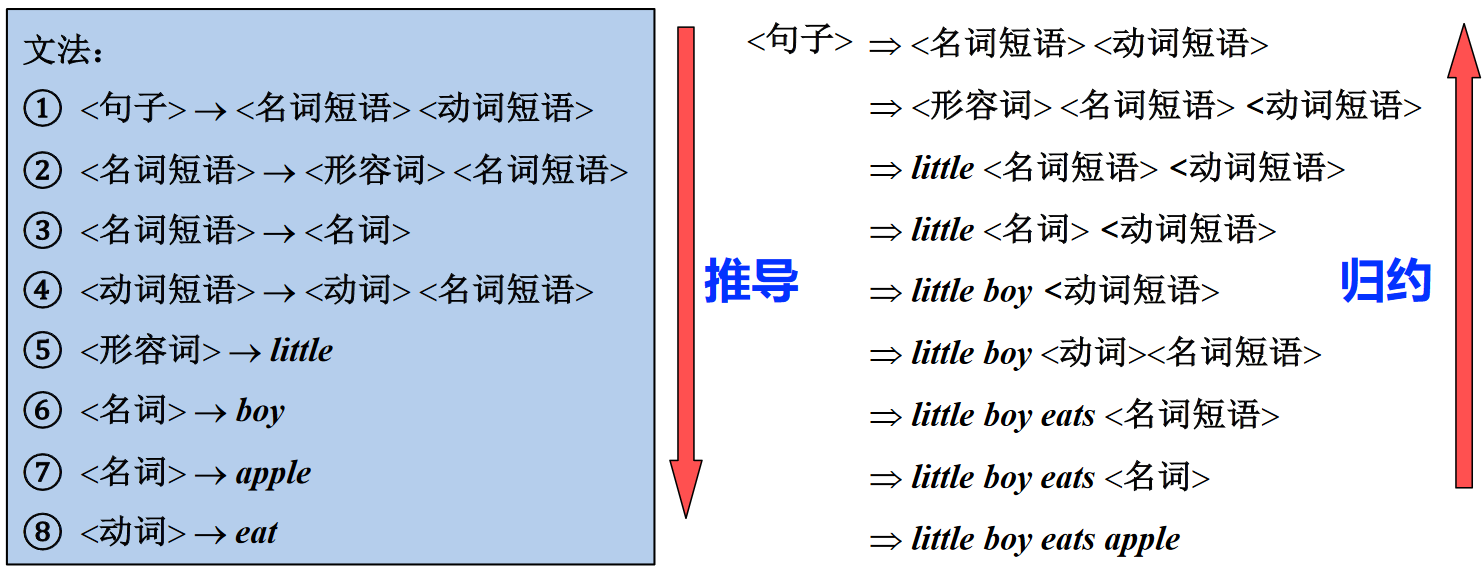 文法：
① <句子> → <名词短语> <动词短语>
② <名词短语> → <形容词> <名词短语>
③ <名词短语> → <名词>
④ <动词短语> → <动词> <名词短语>
⑤ <形容词> → little
⑥ <名词> → boy
⑦ <名词> → apple
⑧ <动词> → eat
推导
<句子> ⇒ <名词短语> <动词短语>
⇒ <形容词> <名词短语> <动词短语>
⇒ little <名词短语> <动词短语>
⇒ little <名词> <动词短语>
⇒ little boy <动词短语>
⇒ little boy <动词><名词短语>
⇒ little boy eats <名词短语>
⇒ little boy eats <名词>
⇒ little boy eats apple
归约